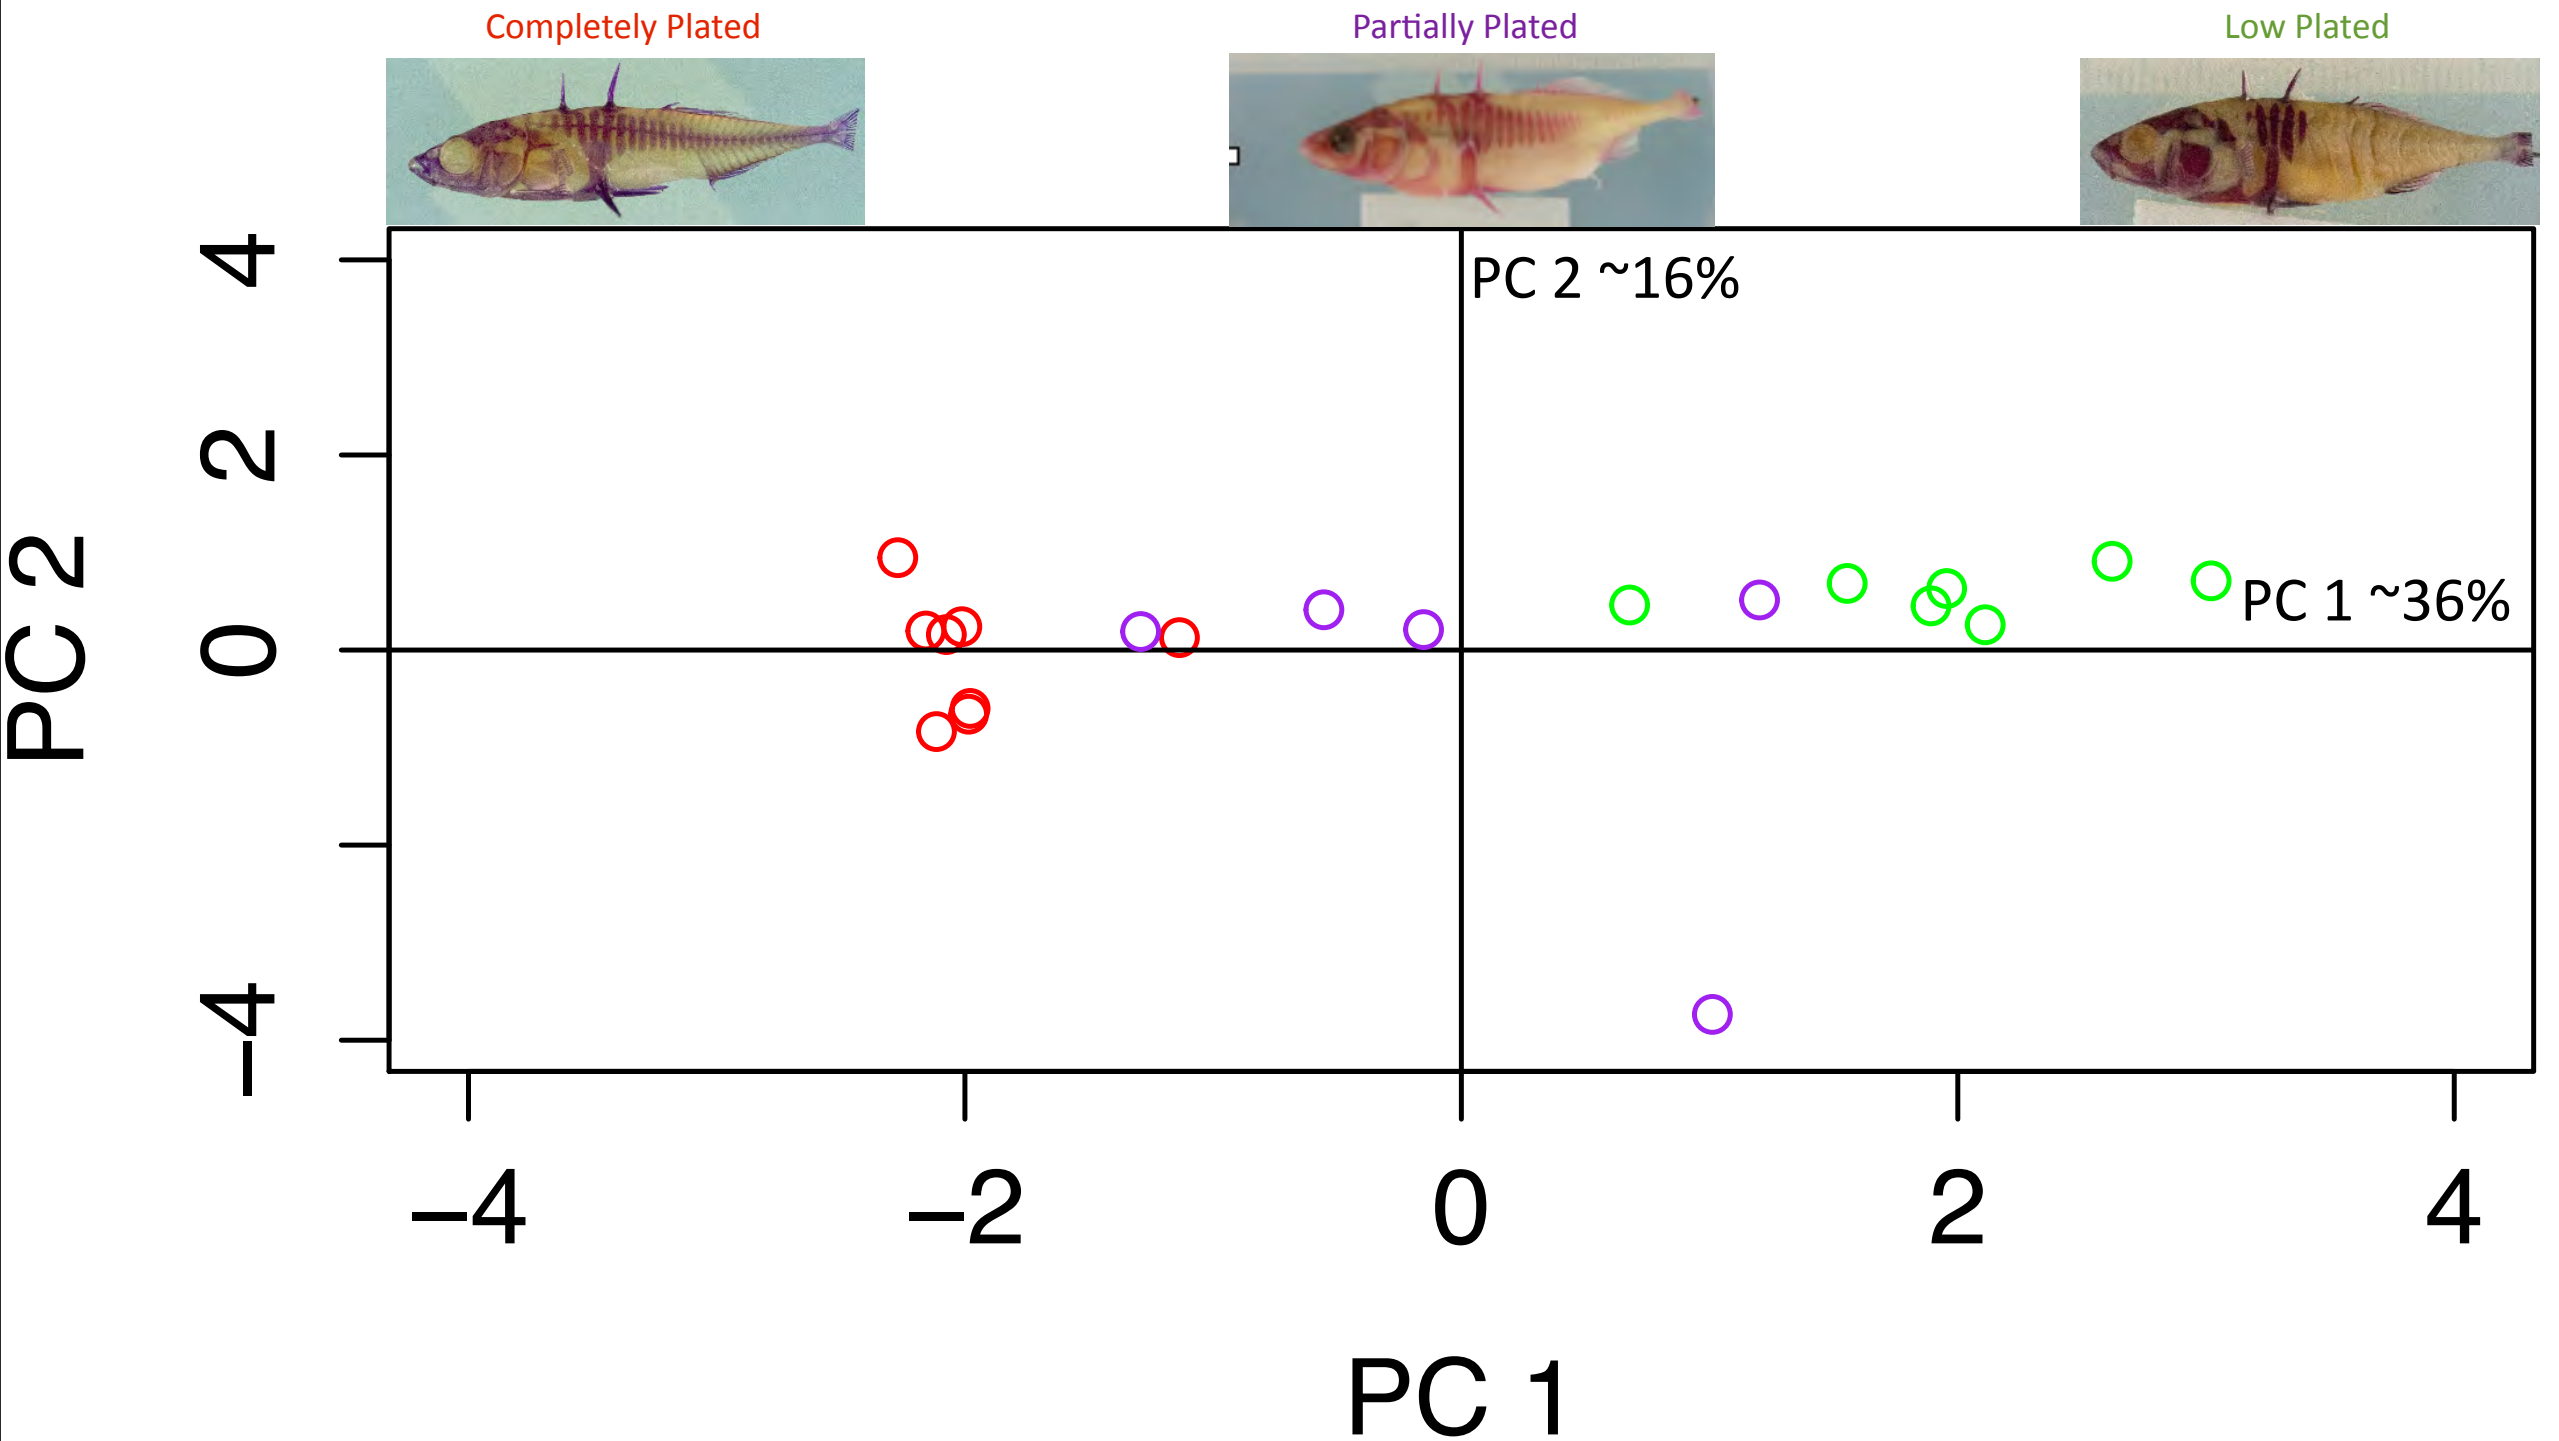 Completely Plated
Partially Plated
Low Plated
PC 2 ~16%
PC 1 ~36%
PC 2
4
2
0
−4
−4
−2
0
2
4
PC 1